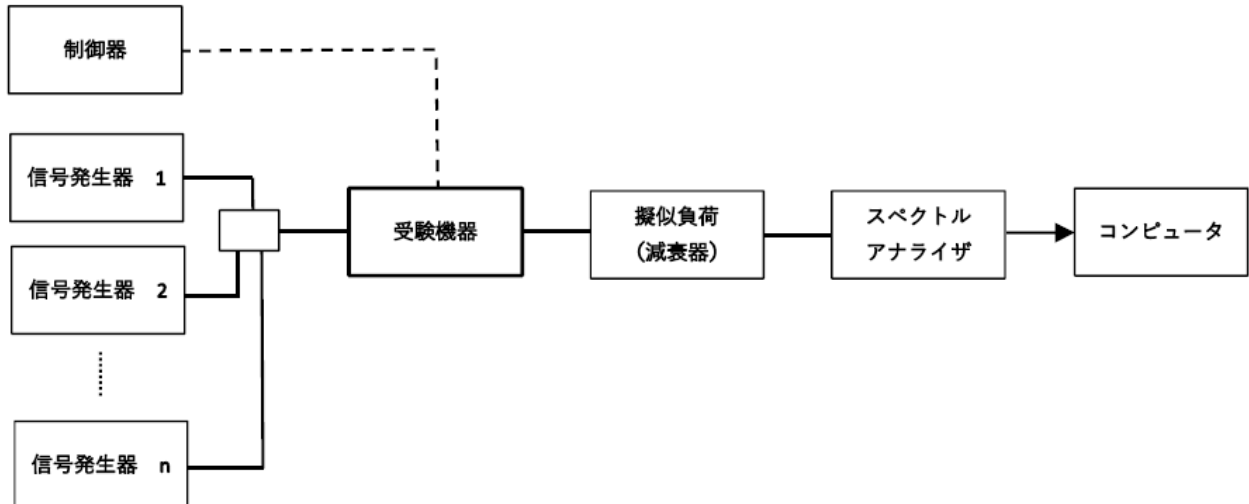 制御器
信号発生器　1
信号発生器　2
信号発生器　n
受験機器
擬似負荷
(減衰器)
スペクトル
アナライザ
コンピュータ